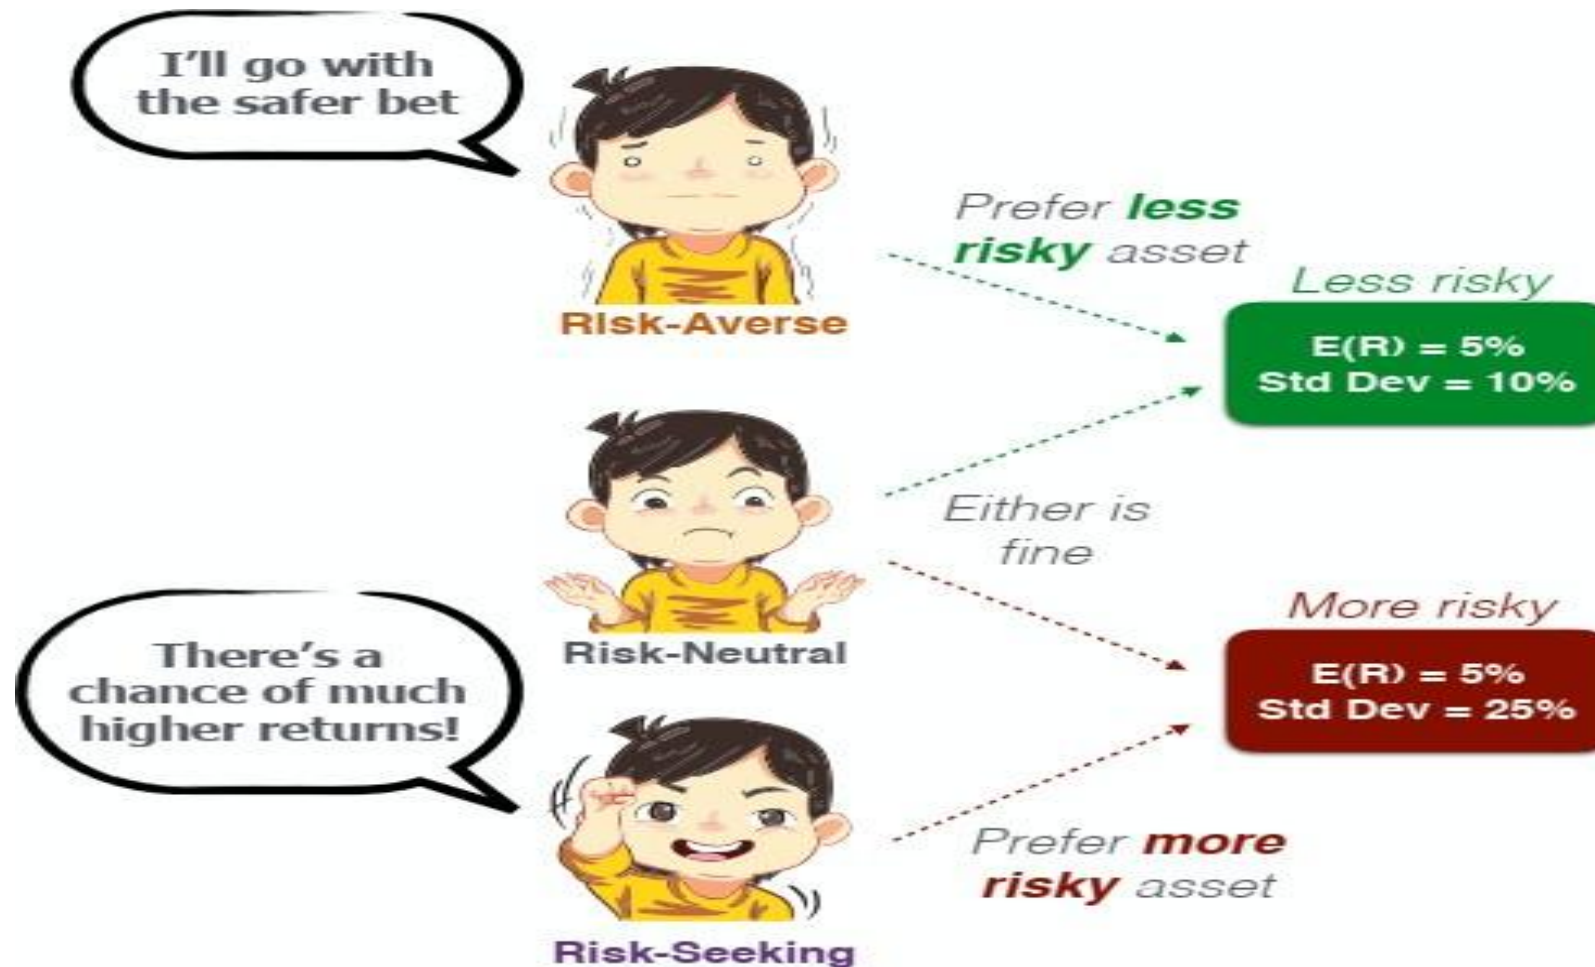 I'll go with
the safer bet
Risk-Averse
Prefer less
risky asset
Less risky
E(R) = 5%
Std Dev = 10%
Either is
fine
Risk-Neutral
More risky
E(R) = 5%
Std Dev = 25%
There's a
chance of much
higher returns!
Prefer more
risky asset
Risk-Seeking